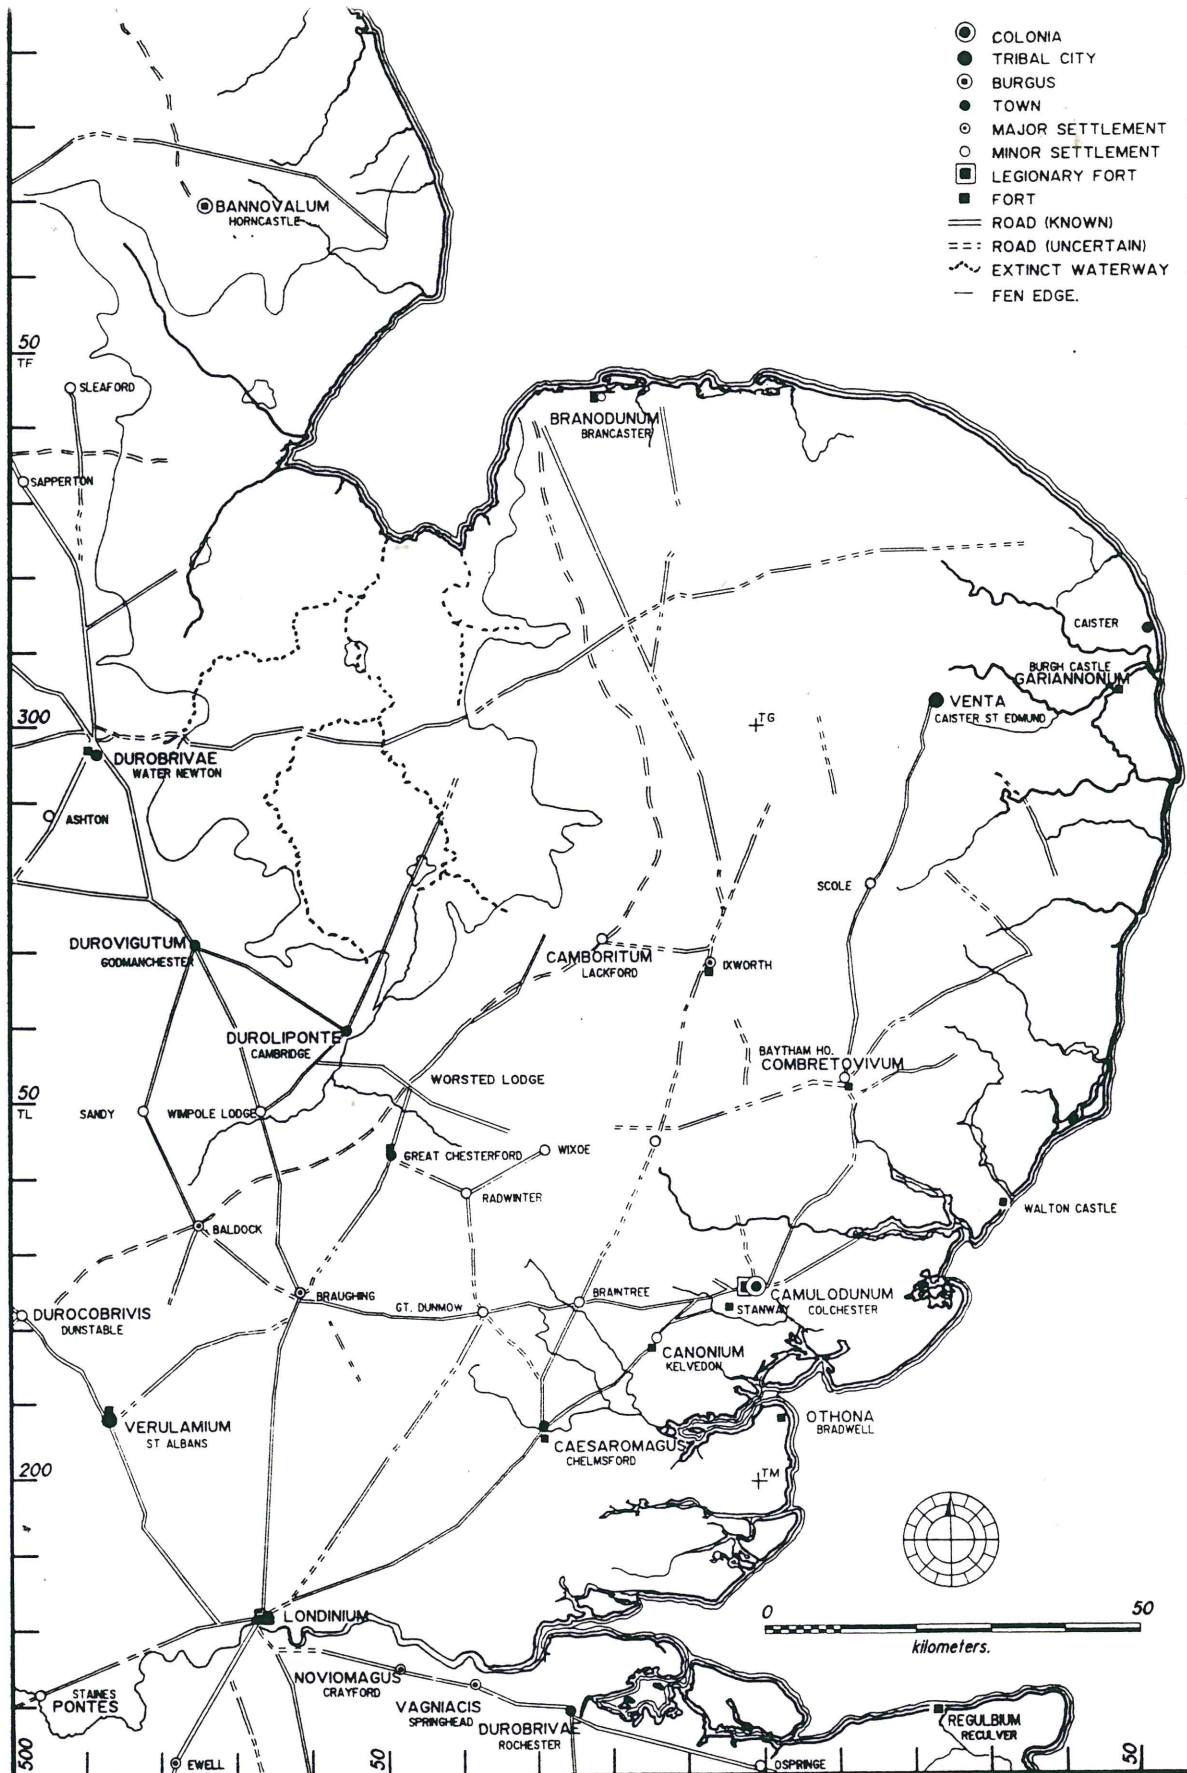 COLONIA
TRIBAL CITY
BURGUS
TOWN
MAJOR SETTLEMENT
MINOR SETTLEMENT
LEGIONARY FORT
FORT
ROAD (KNOWN)
ROAD (UNCERTAIN)
EXTINCT WATERWAY
FEN EDGE.
BANNOVALUM
HORNCASTLE
50
TF
SLEAFORD
BRANODUNUM
BRANCASTER
SAPPERTON
CAISTER
BURGH CASTLE
GARIANNONUM
VENTA
CAISTER ST EDMUND
TG
300
DUROBRIVAE
WATER NEWTON
ASHTON
SCOLE
DUROVIGUTUM
GODMANCHESTER
CAMBORITUM
LACKFORD
IXWORTH
DUROLIPONTE
CAMBRIDGE
BAYTHAM HO.
COMBRETOVIVUM
WORSTED LODGE
50
TL
SANDY
WIMPOLE LODGE
GREAT CHESTERFORD
WIXOE
RADWINTER
WALTON CASTLE
BALDOCK
BRAUGHING
BRAINTREE
GT. DUNMOW
CAMULODUNUM
COLCHESTER
STANWAY
DUROCOBRIVIS
DUNSTABLE
CANONIUM
KELVEDON
OTHONA
BRADWELL
VERULAMIUM
ST ALBANS
CAESAROMAGUS
CHELMSFORD
TM
200
0 50
kilometers.
LONDINIUM
NOVIOMAGUS
CRAYFORD
STAINES
PONTES
VAGNIACIS
SPRINGHEAD
DUROBRIVAE
ROCHESTER
REGULBIUM
RECULVER
EWELL
OSPRINGE
500
50
50